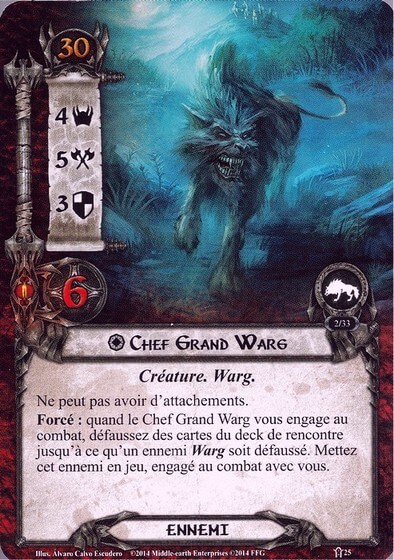 30
4
5
3
6
2/33
Chef Grand Warg
Créature. Warg.
Ne peut pas avoir d'attachements.
Forcé : quand le Chef Grand Warg vous engage au
combat, défaussez des cartes du deck de rencontre
jusqu'à ce qu'un ennemi Warg soit défaussé. Mettez
cet ennemi en jeu, engagé au combat avec vous.
ENNEMI
Illus. Álvaro Calvo Escudero ©2014 Middle-earth Enterprises ©2014 FFG 25